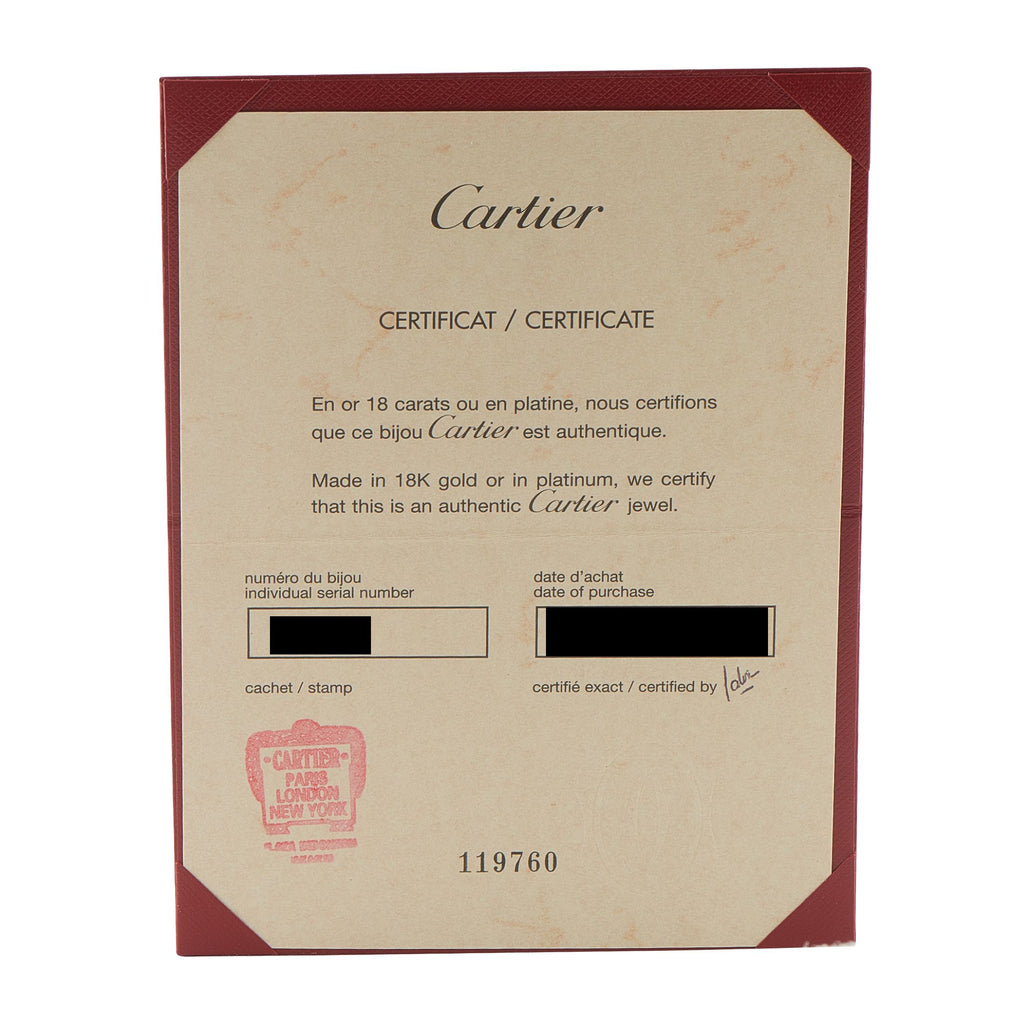 Cartier
CERTIFICAT / CERTIFICATE
En or 18 carats ou en platine, nous certifions
que ce bijou Cartier est authentique.
Made in 18K gold or in platinum, we certify
that this is an authentic Cartier jewel.
numéro du bijou
individual serial number
date d'achat
date of purchase
cachet / stamp
certifié exact / certified by
CARTIER
PARIS
LONDON
NEW YORK
119760